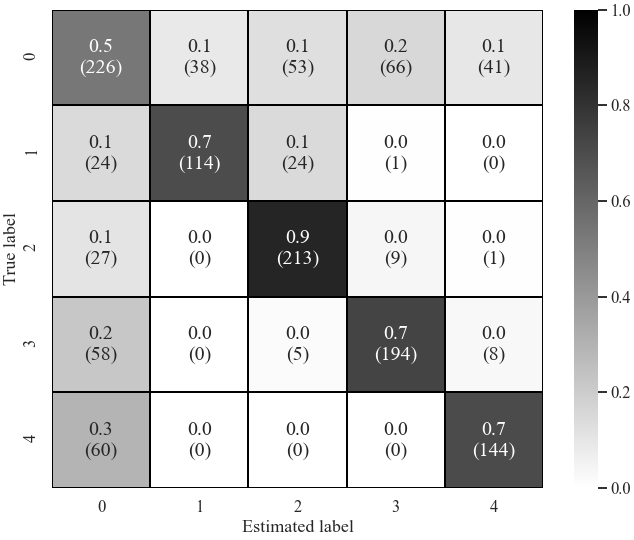 0.5 0.1 0.1 0.2 0.1
(226) (38) (53) (66) (41)
0.1 0.7 0.1 0.0 0.0
(24) (114) (24) (1) (0)
0.1 0.0 0.9 0.0 0.0
(27) (0) (213) (9) (1)
0.2 0.0 0.0 0.7 0.0
(58) (0) (5) (194) (8)
0.3 0.0 0.0 0.0 0.7
(60) (0) (0) (0) (144)
0
1
2
3
4
True label
0 1 2 3 4
Estimated label
1.0
0.8
0.6
0.4
0.2
0.0